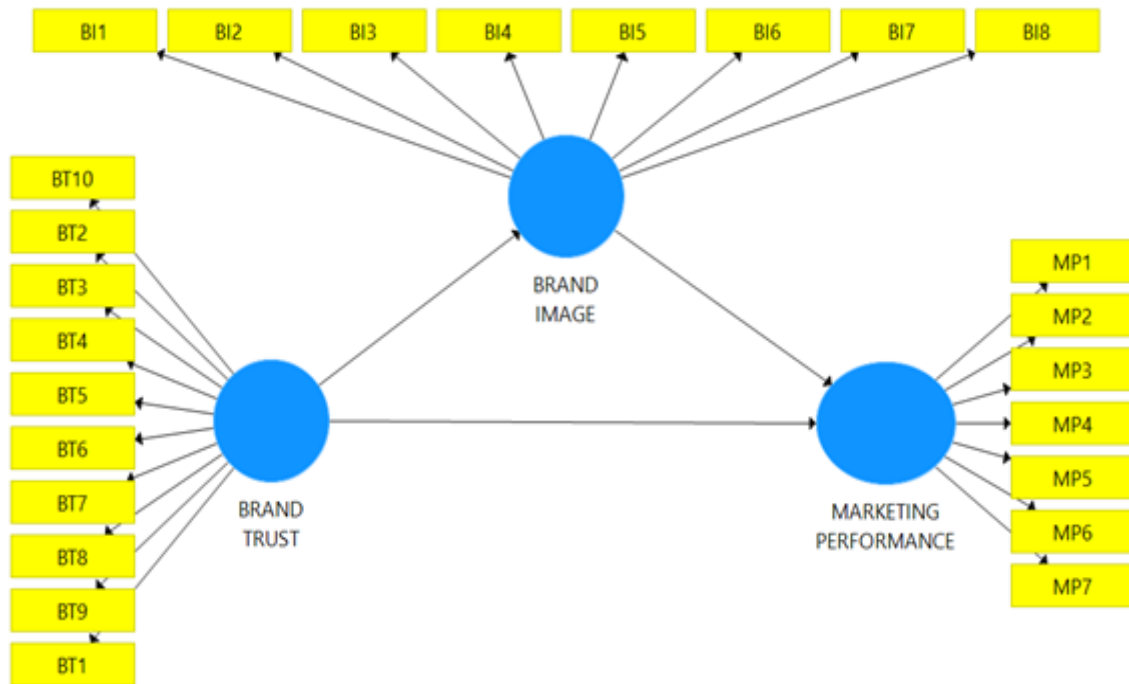 BI1
BI2
BI3
BI4
BI5
BI6
BI7
BI8
BT10
BT2
BT3
BT4
BT5
BT6
BT7
BT8
BT9
BT1
BRAND
IMAGE
BRAND
TRUST
MARKETING
PERFORMANCE
MP1
MP2
MP3
MP4
MP5
MP6
MP7